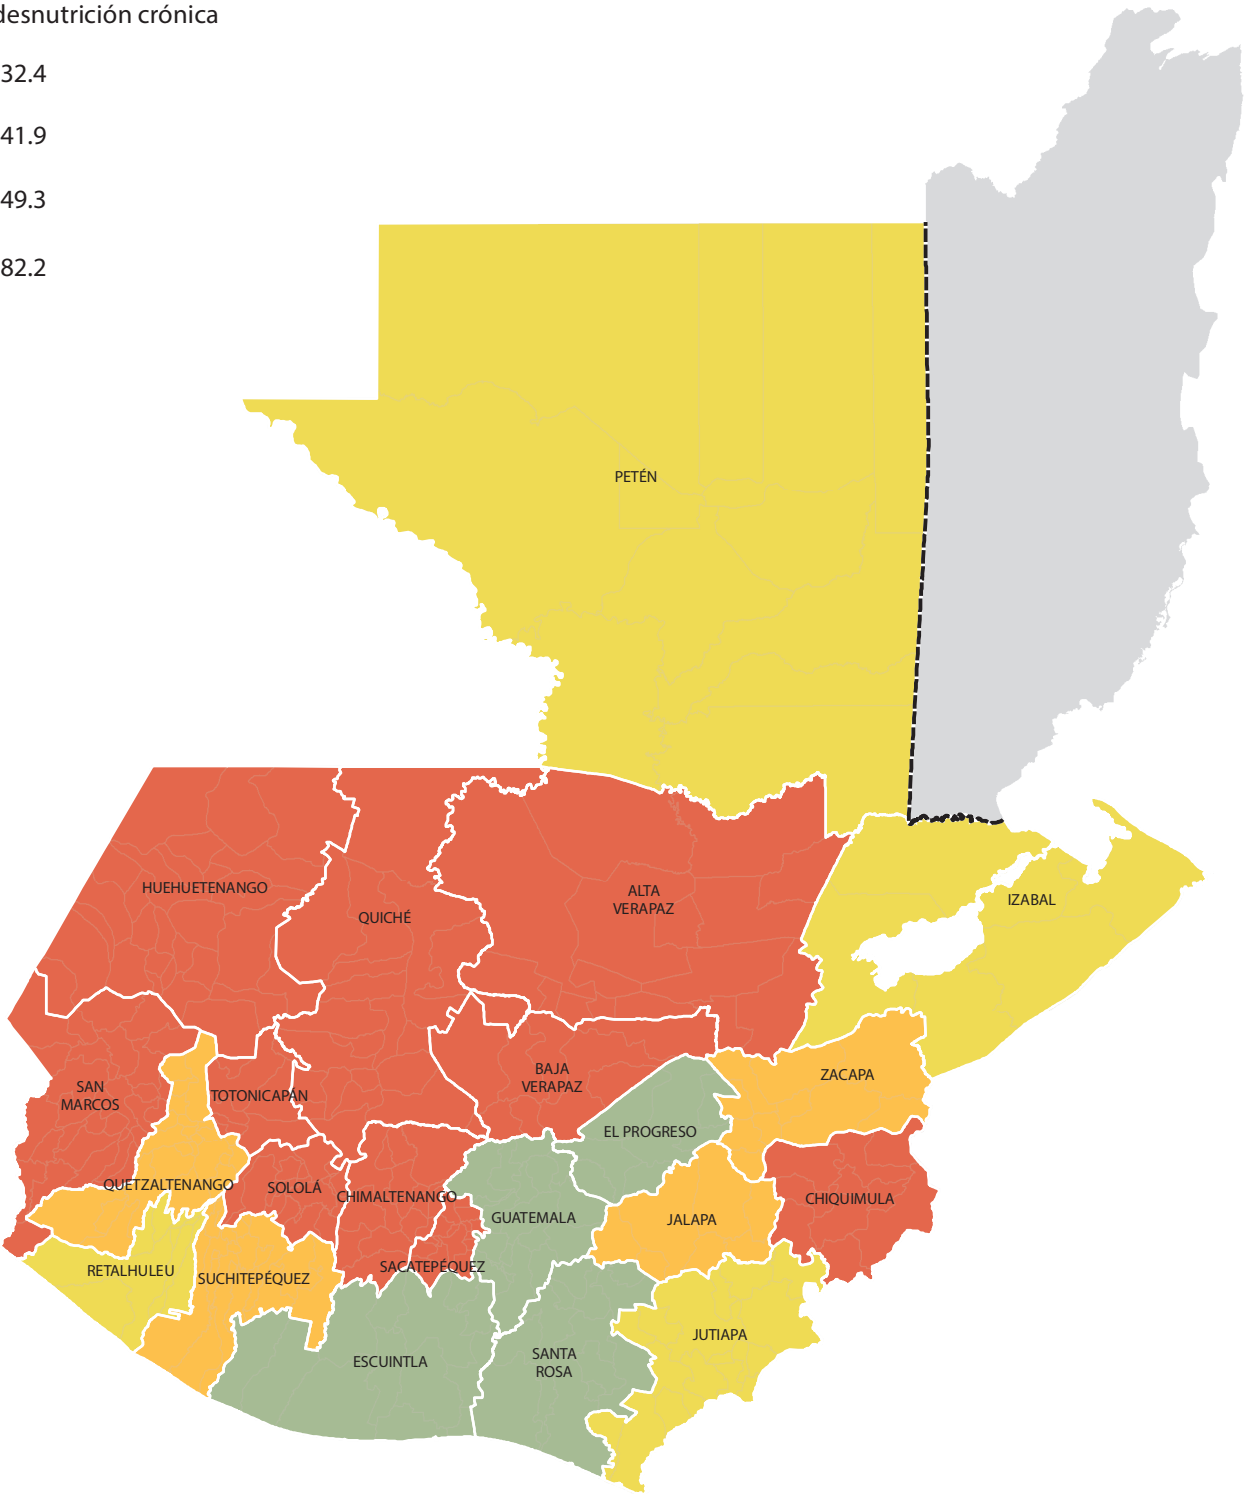 desnutrición crónica
32.4
41.9
49.3
82.2
PETÉN
HUEHUETENANGO
QUICHÉ
ALTA
VERAPAZ
IZABAL
SAN
MARCOS
TOTONICAPÁN
BAJA
VERAPAZ
ZACAPA
EL PROGRESO
QUETZALTENANGO
SOLOLÁ
CHIMALTENANGO
GUATEMALA
JALAPA
CHIQUIMULA
RETALHULEU
SUCHITEPÉQUEZ
SACATEPÉQUEZ
JUTIAPA
ESCUINTLA
SANTA
ROSA